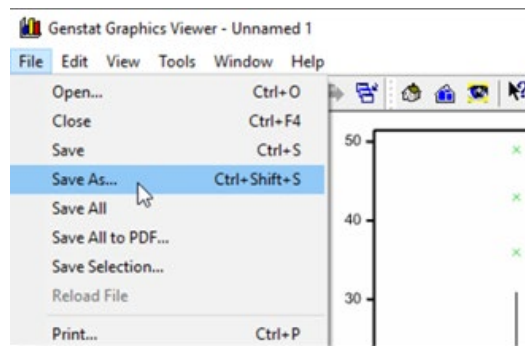 Genstat Graphics Viewer - Unnamed 1
File Edit View Tools Window Help
Open... Ctrl+O
Close Ctrl+F4
Save Ctrl+S
Save As... Ctrl+Shift+S
Save All
Save All to PDF...
Save Selection...
Reload File
Print... Ctrl+P
50
40
30